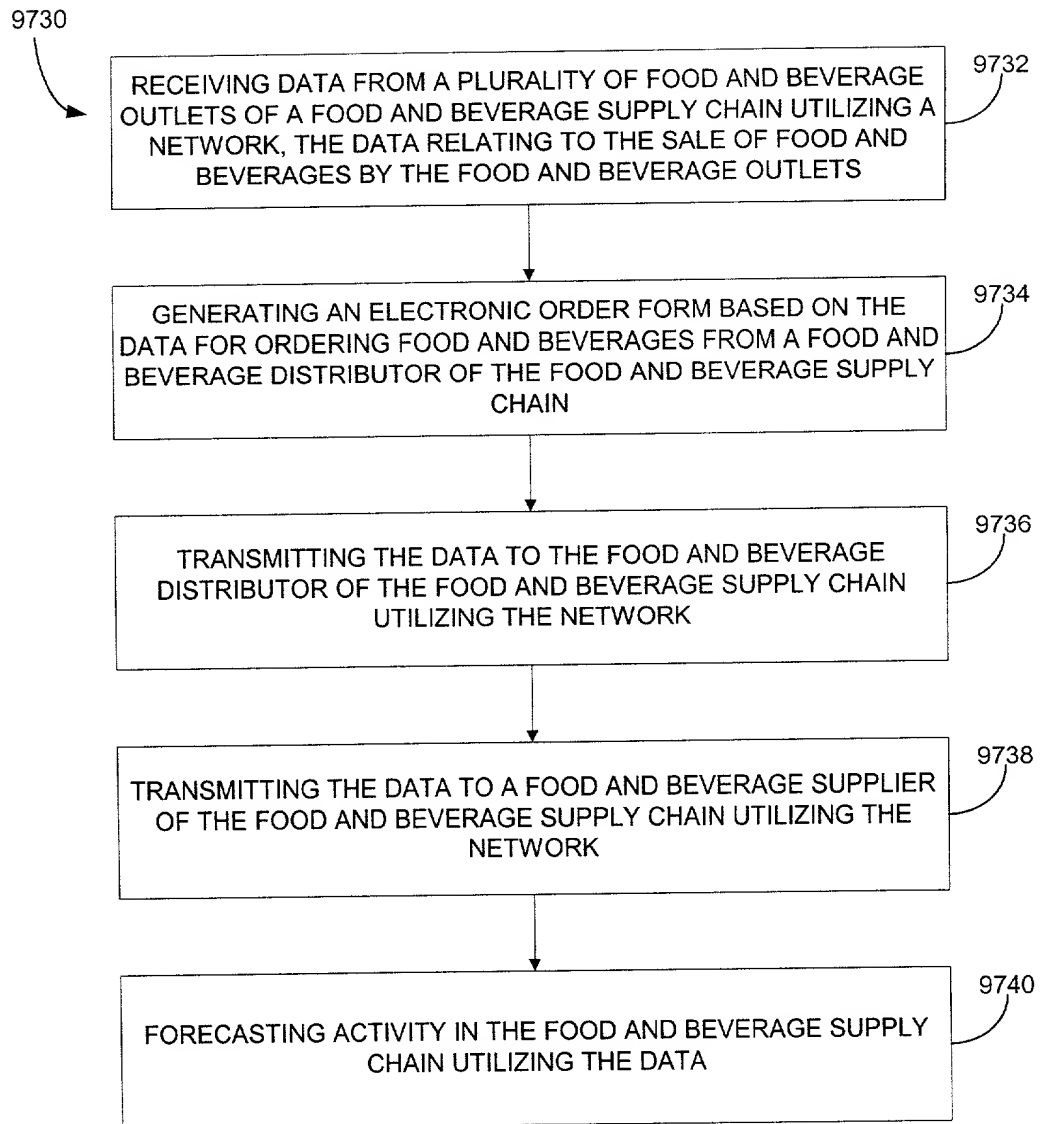 9730
RECEIVING DATA FROM A PLURALITY OF FOOD AND BEVERAGE
OUTLETS OF A FOOD AND BEVERAGE SUPPLY CHAIN UTILIZING A
NETWORK, THE DATA RELATING TO THE SALE OF FOOD AND
BEVERAGES BY THE FOOD AND BEVERAGE OUTLETS
9732
GENERATING AN ELECTRONIC ORDER FORM BASED ON THE
DATA FOR ORDERING FOOD AND BEVERAGES FROM A FOOD AND
BEVERAGE DISTRIBUTOR OF THE FOOD AND BEVERAGE SUPPLY
CHAIN
9734
TRANSMITTING THE DATA TO THE FOOD AND BEVERAGE
DISTRIBUTOR OF THE FOOD AND BEVERAGE SUPPLY CHAIN
UTILIZING THE NETWORK
9736
TRANSMITTING THE DATA TO A FOOD AND BEVERAGE SUPPLIER
OF THE FOOD AND BEVERAGE SUPPLY CHAIN UTILIZING THE
NETWORK
9738
FORECASTING ACTIVITY IN THE FOOD AND BEVERAGE SUPPLY
CHAIN UTILIZING THE DATA
9740